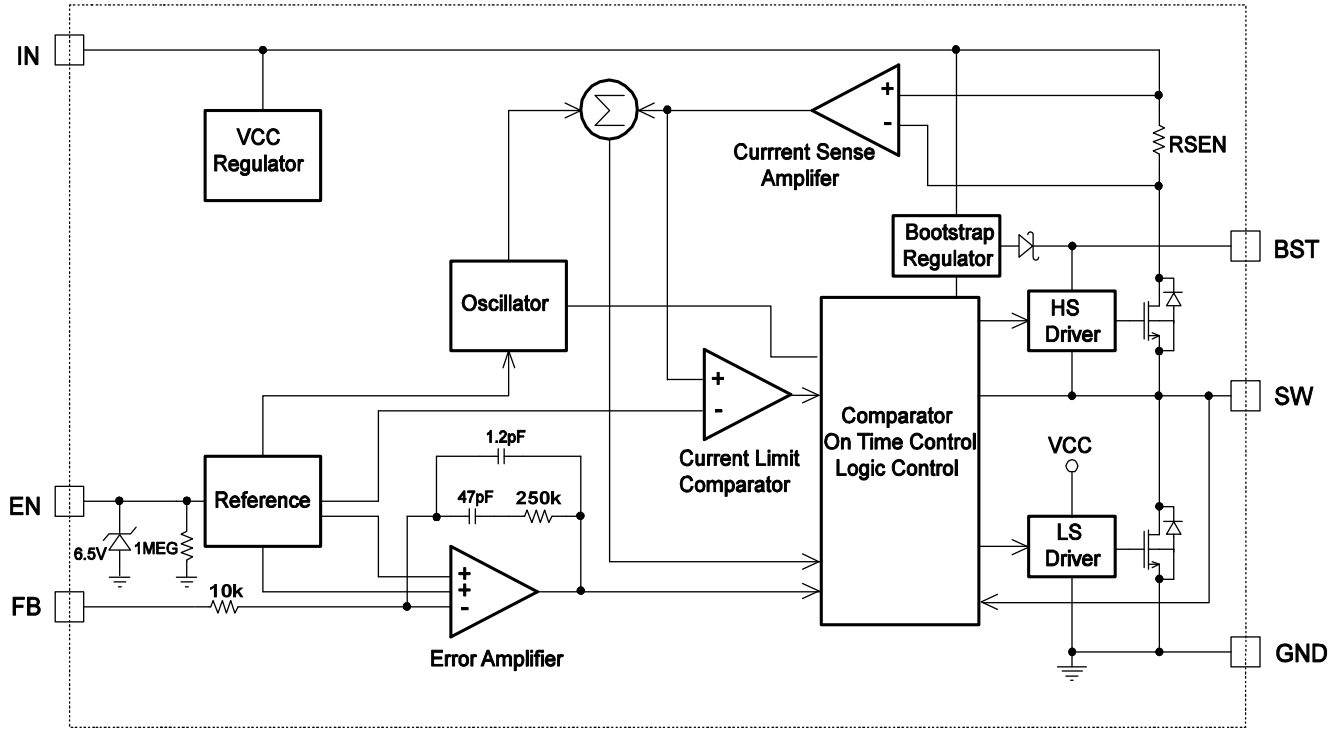 IN
VCC
Regulator
Σ
+
-
Currrent Sense
Amplifer
RSEN
Bootstrap
Regulator
BST
Oscillator
HS
Driver
+
-
Current Limit
Comparator
Comparator
On Time Control
Logic Control
SW
1.2pF
VCC
EN
Reference
47pF
250k
6.5V
1MEG
LS
Driver
FB
10k
+
+
-
Error Amplifier
GND